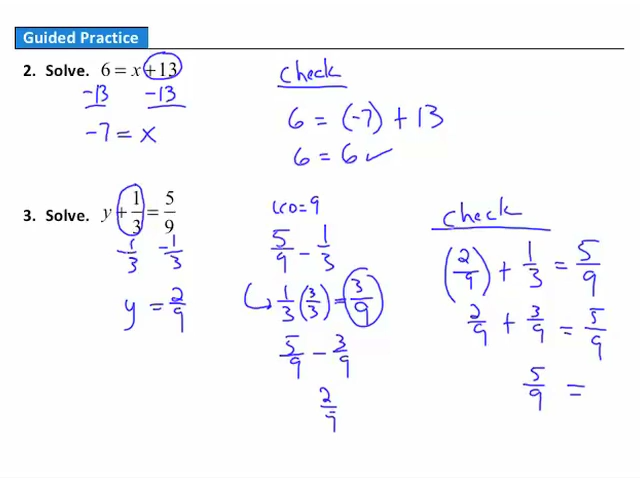 Guided Practice
2. Solve. 6 = x + 13
-13 -13
-7 = x
check
6 = (-7) + 13
6 = 6 ✓
3. Solve. y + 1/3 = 5/9
-1/3 -1/3
y = 2/9
LCD = 9
5/9 - 1/3
1/3 (3/3) = 3/9
5/9 - 3/9
2/9
check
(2/9) + 1/3 = 5/9
2/9 + 3/9 = 5/9
5/9 =